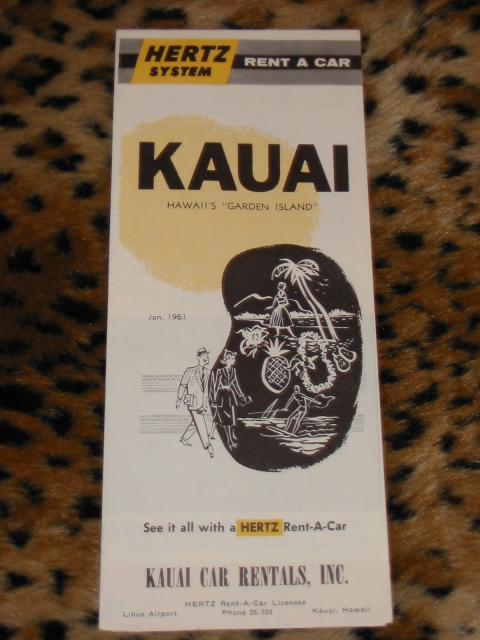 HERTZ
SYSTEM
RENT A CAR
KAUAI
HAWAII'S "GARDEN ISLAND"
Jan. 1961
See it all with a HERTZ Rent-A-Car
KAUAI CAR RENTALS, INC.
HERTZ Rent-A-Car Licensee
Lihue Airport Phone 25-333 Kauai, Hawaii